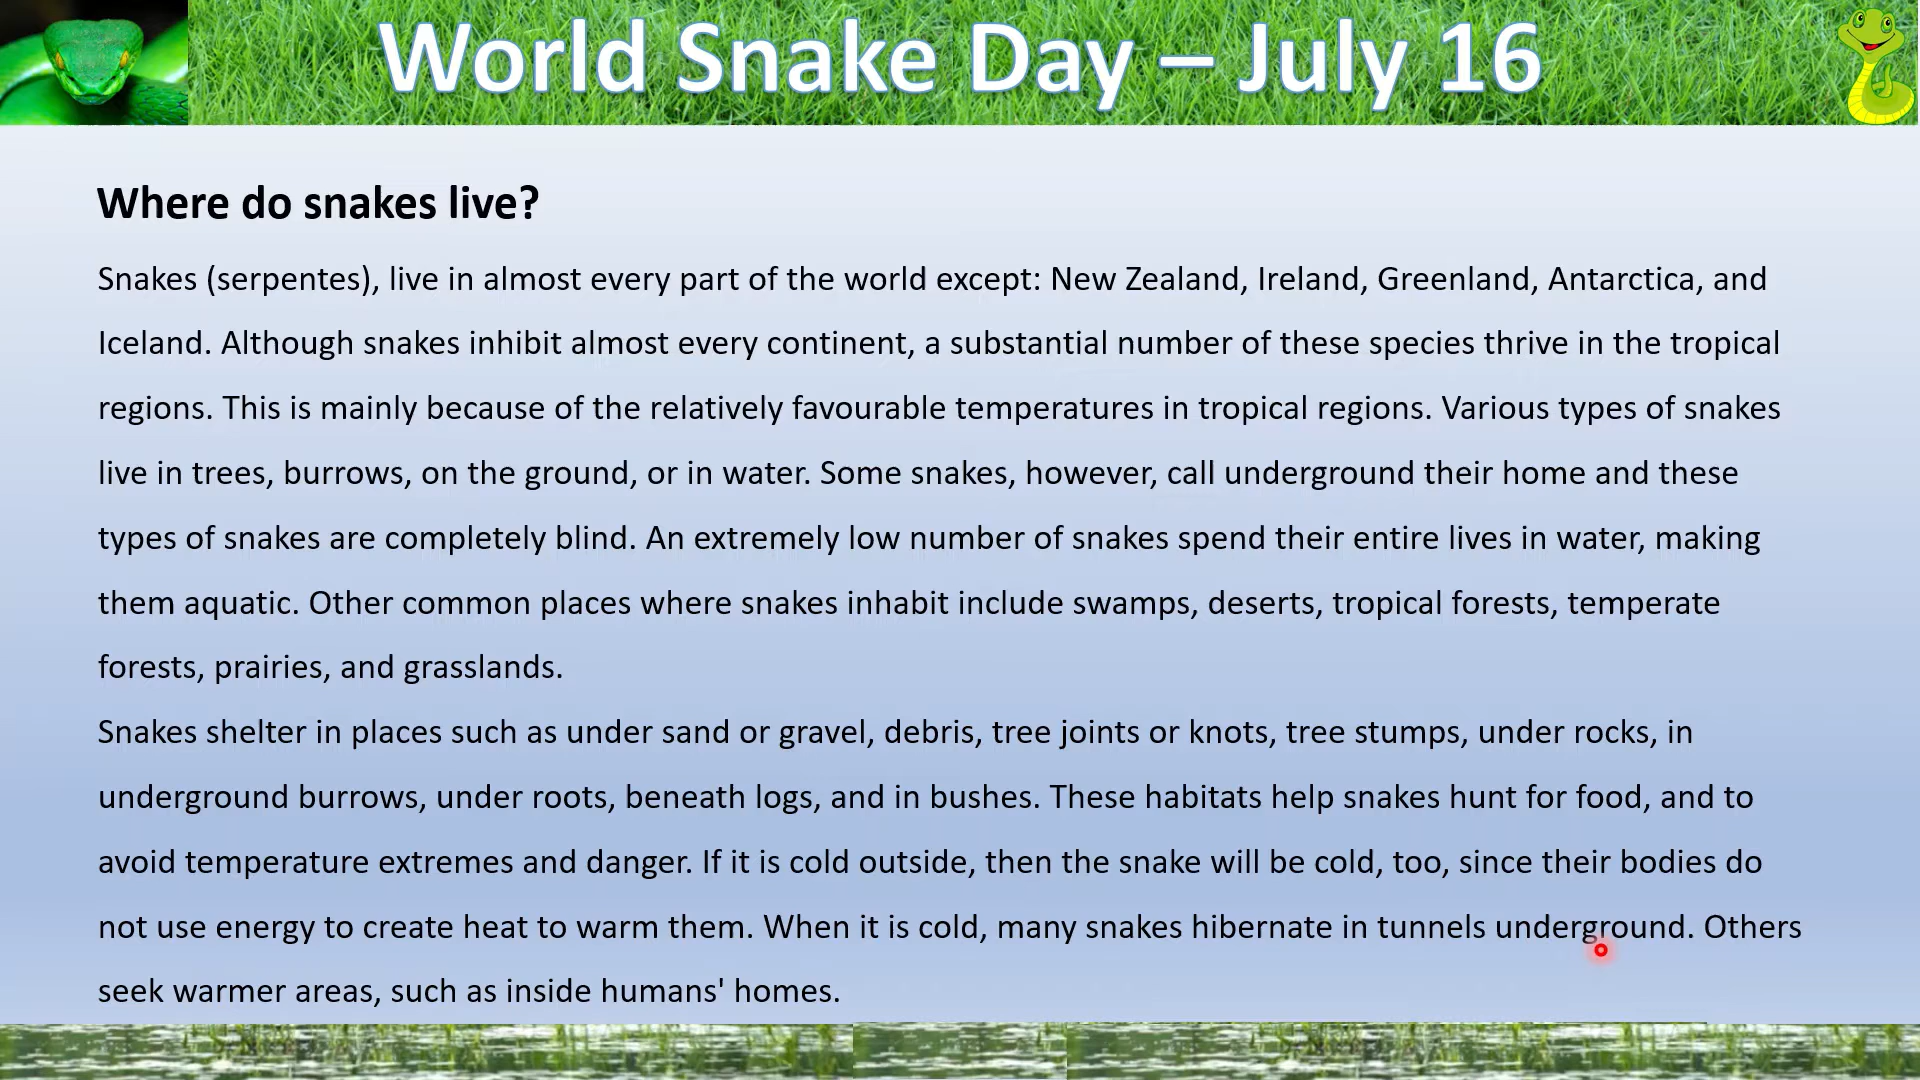 World Snake Day – July 16
Where do snakes live?
Snakes (serpentes), live in almost every part of the world except: New Zealand, Ireland, Greenland, Antarctica, and
Iceland. Although snakes inhibit almost every continent, a substantial number of these species thrive in the tropical
regions. This is mainly because of the relatively favourable temperatures in tropical regions. Various types of snakes
live in trees, burrows, on the ground, or in water. Some snakes, however, call underground their home and these
types of snakes are completely blind. An extremely low number of snakes spend their entire lives in water, making
them aquatic. Other common places where snakes inhabit include swamps, deserts, tropical forests, temperate
forests, prairies, and grasslands.
Snakes shelter in places such as under sand or gravel, debris, tree joints or knots, tree stumps, under rocks, in
underground burrows, under roots, beneath logs, and in bushes. These habitats help snakes hunt for food, and to
avoid temperature extremes and danger. If it is cold outside, then the snake will be cold, too, since their bodies do
not use energy to create heat to warm them. When it is cold, many snakes hibernate in tunnels underground. Others
seek warmer areas, such as inside humans' homes.